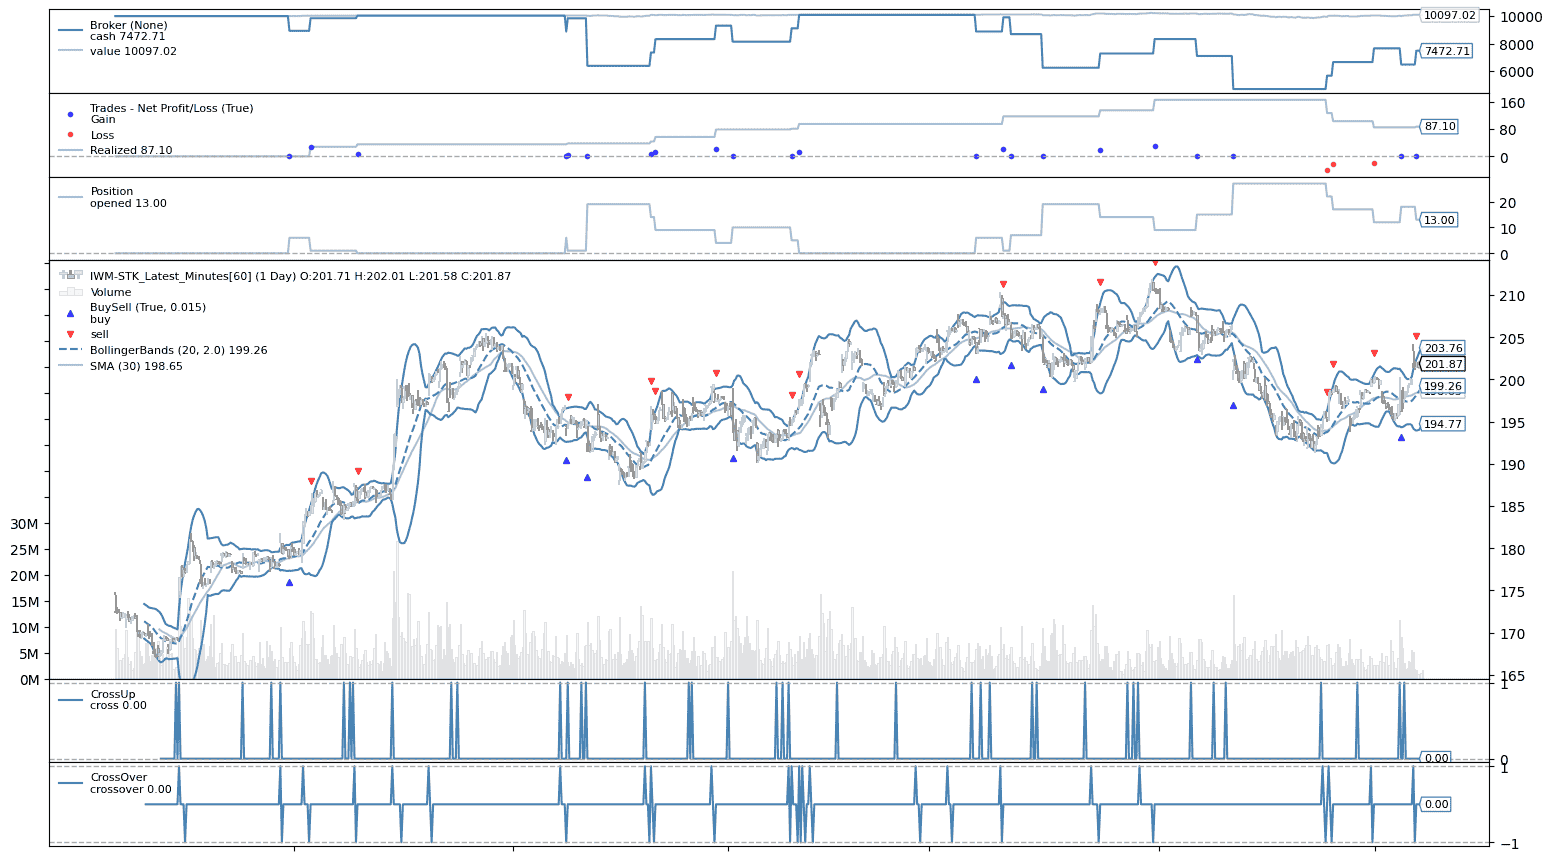 Broker (None)
cash 7472.71
value 10097.02
10097.02
7472.71
10000
8000
6000
Trades - Net Profit/Loss (True)
Gain
Loss
Realized 87.10
87.10
160
80
0
Position
opened 13.00
13.00
20
10
0
IWM-STK_Latest_Minutes[60] (1 Day) O:201.71 H:202.01 L:201.58 C:201.87
Volume
BuySell (True, 0.015)
buy
sell
BollingerBands (20, 2.0) 199.26
SMA (30) 198.65
203.76
201.87
199.26
194.77
210
205
200
195
190
185
180
175
170
165
30M
25M
20M
15M
10M
5M
0M
CrossUp
cross 0.00
0.00
1
0
CrossOver
crossover 0.00
0.00
1
−1